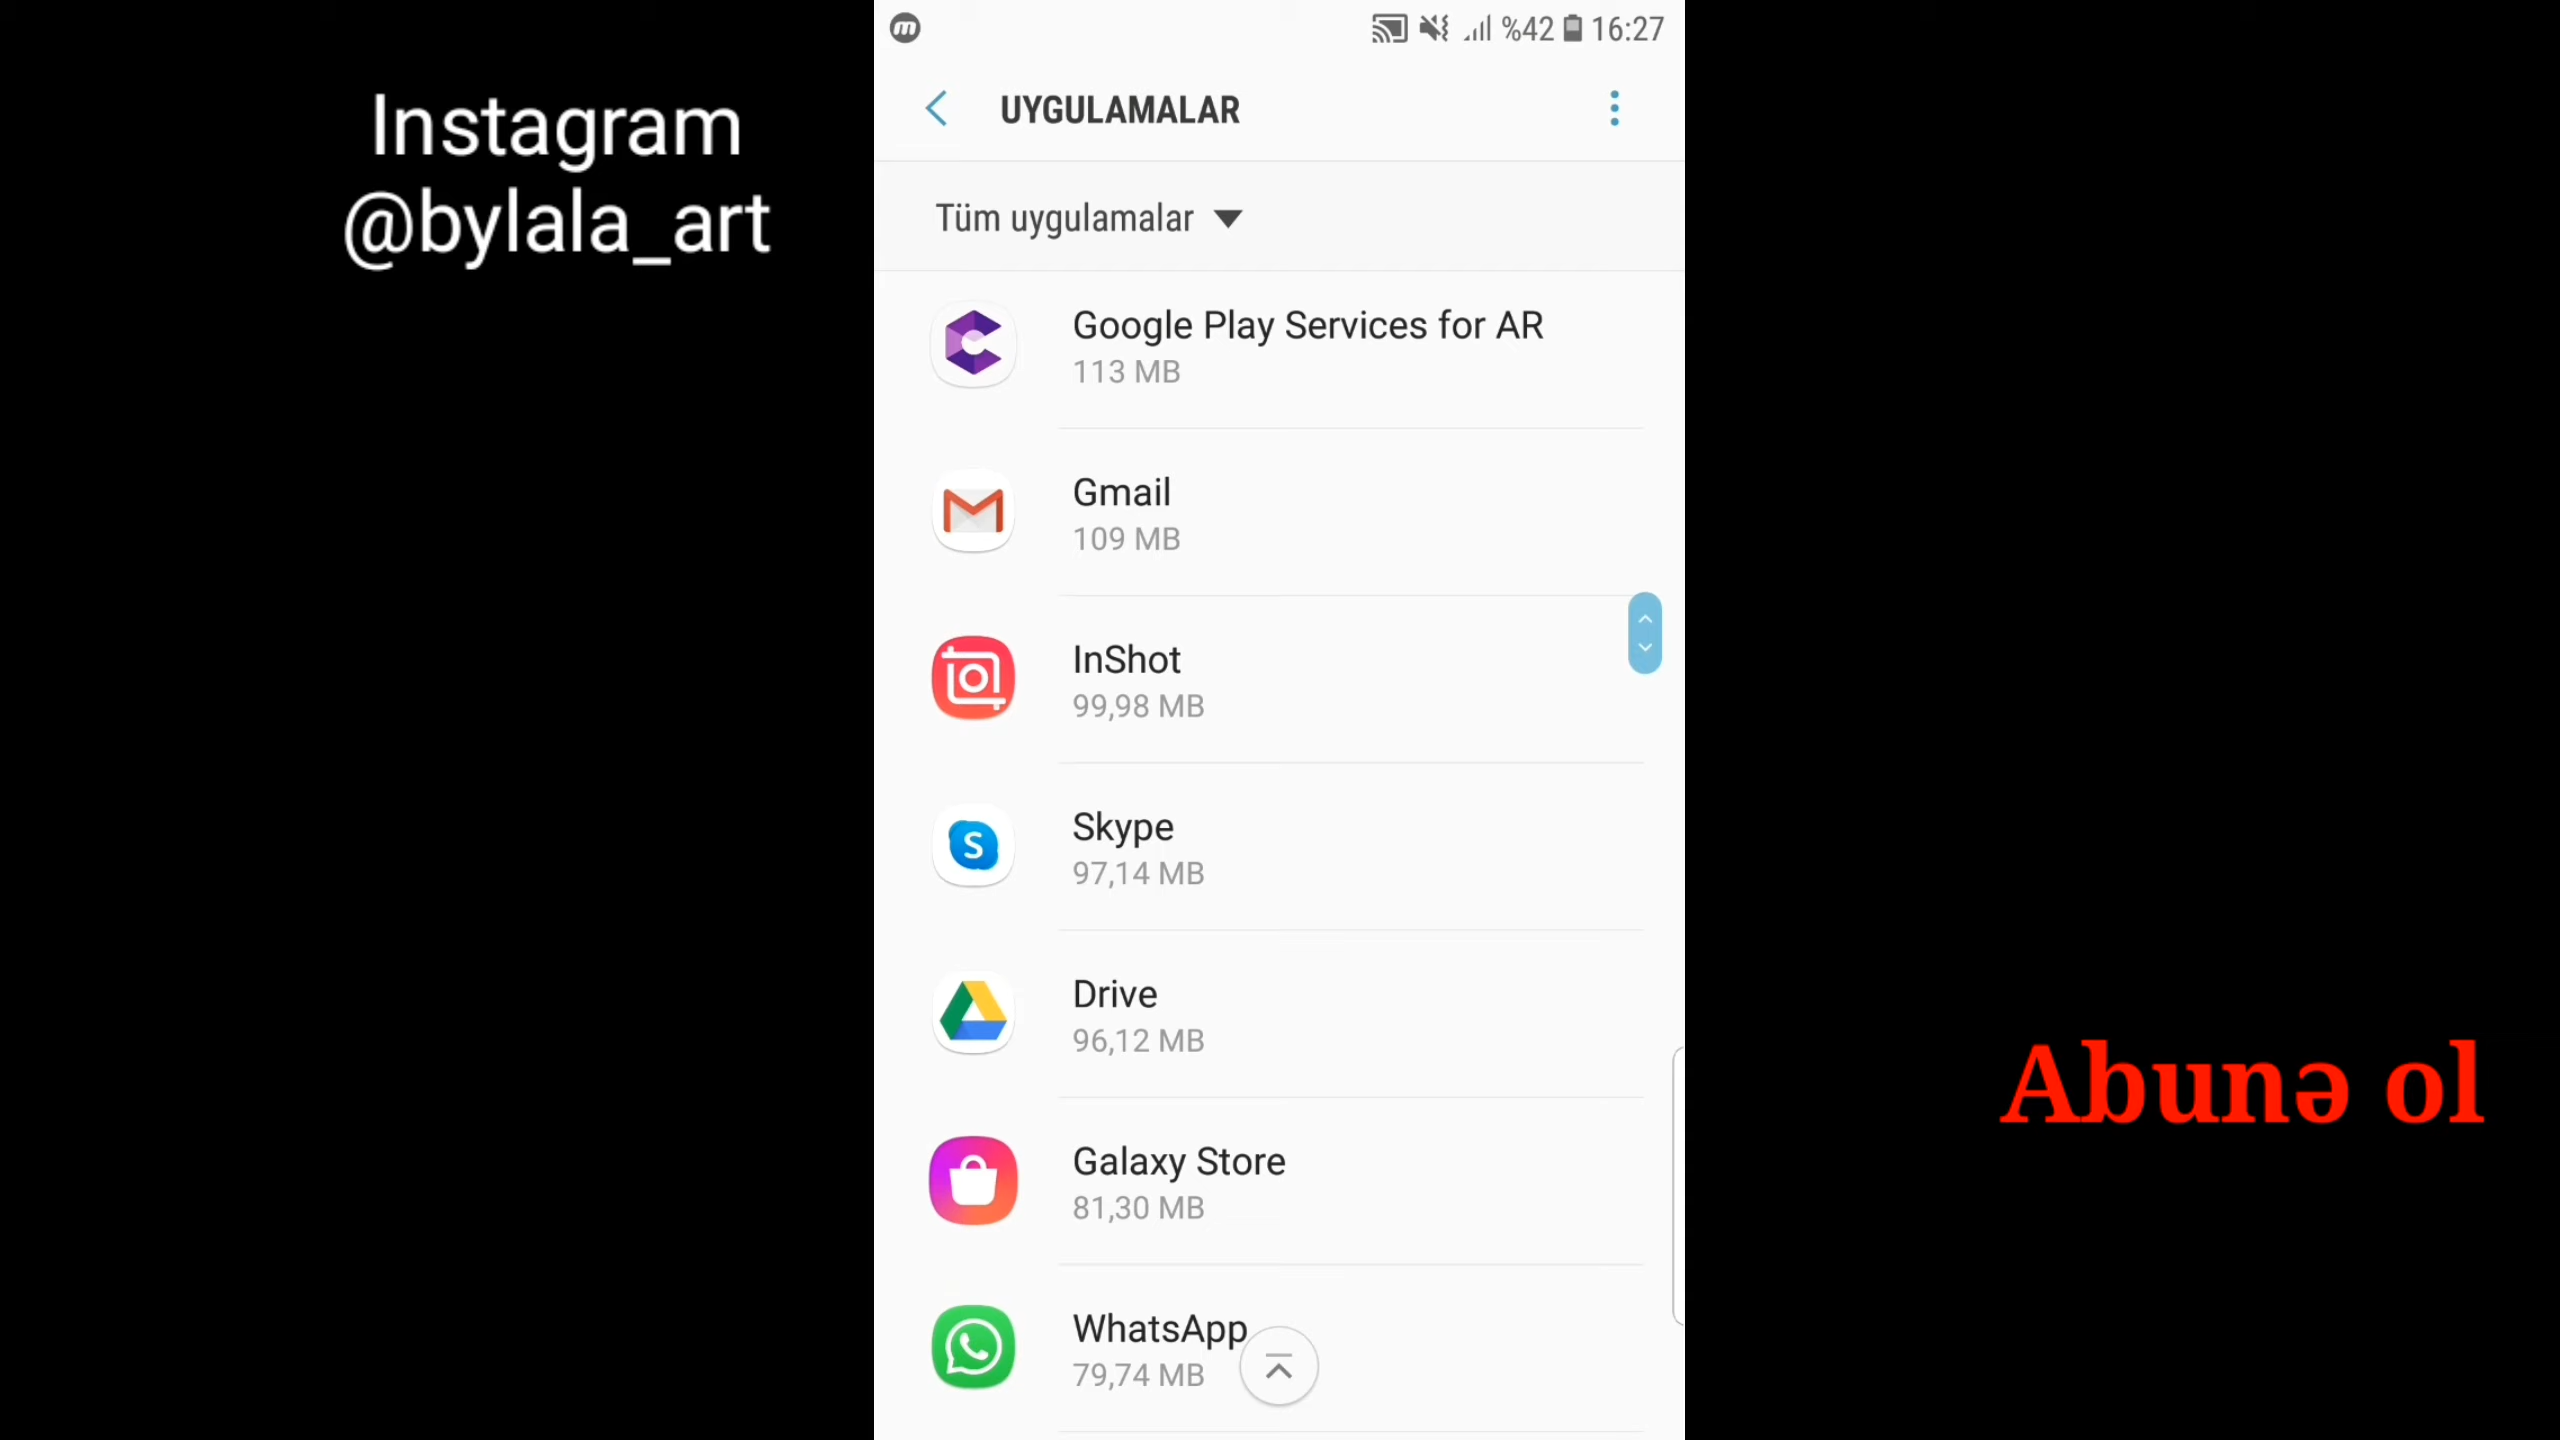 Instagram
@bylala_art
%42 16:27
UYGULAMALAR
Tüm uygulamalar
Google Play Services for AR
113 MB
Gmail
109 MB
InShot
99,98 MB
Skype
97,14 MB
Drive
96,12 MB
Galaxy Store
81,30 MB
WhatsApp
79,74 MB
Abunə ol